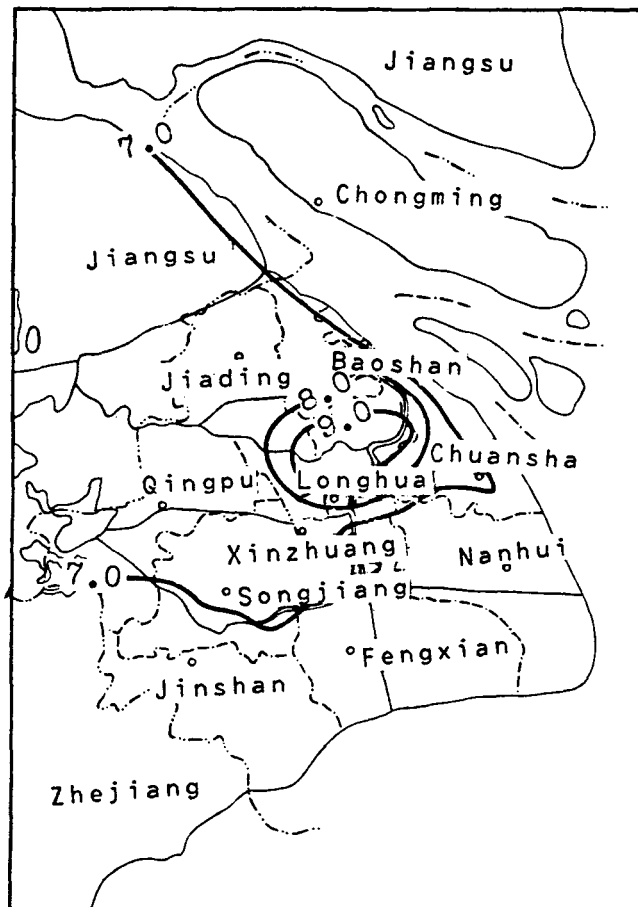 Jiangsu
7.0
Chongming
Jiangsu
0
Baoshan
Jiading
8.0
9.0
Chuansha
Qingpu
Longhua
Xinzhuang
Nanhui
7.0
Songjiang
Fengxian
Jinshan
Zhejiang